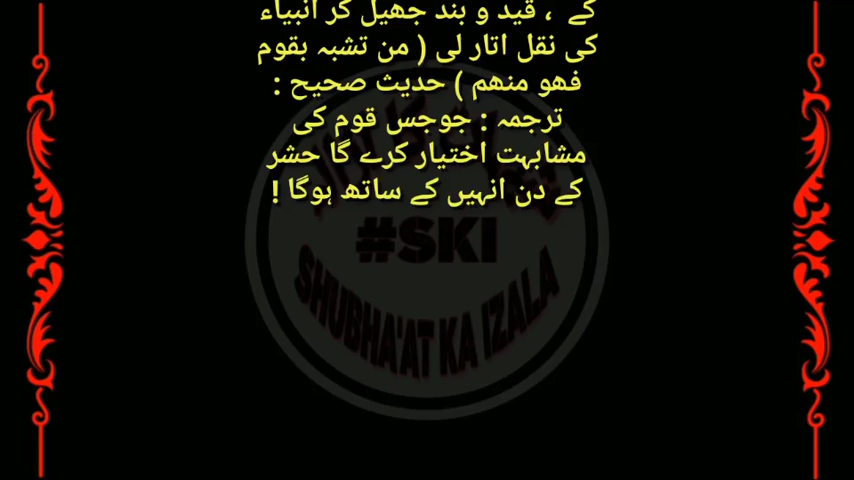 کے ، قید و بند جھیل کر انبیاء
کی نقل اتار لی ( من تشبہ بقوم
فھو منھم ) حدیث صحیح :
ترجمہ : جوجس قوم کی
مشابہت اختیار کرے گا حشر
کے دن انہیں کے ساتھ ہوگا !
#SKI
SHUBHA'AT KA IZALA